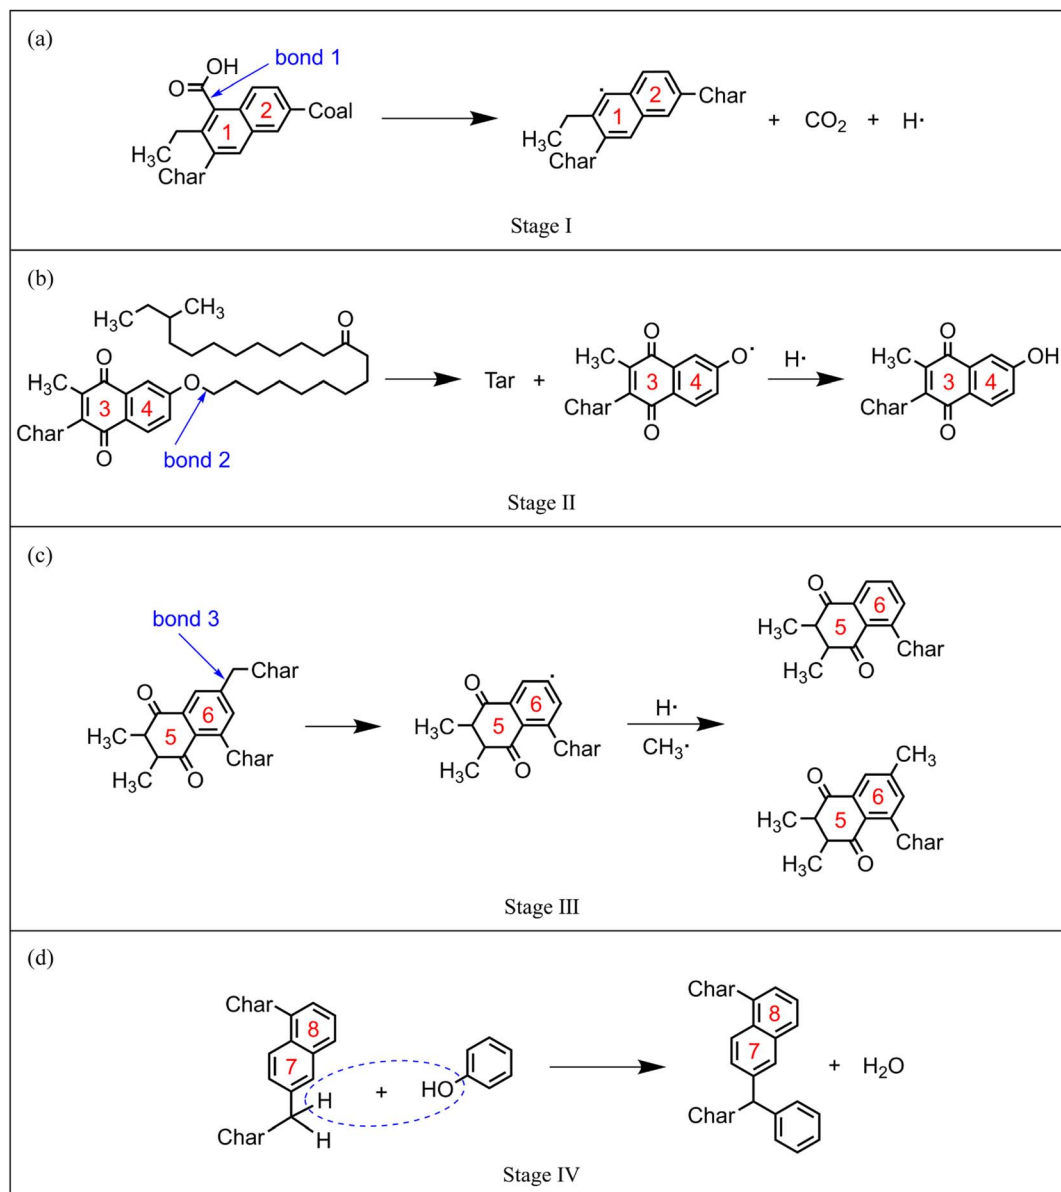 (a)
OH
bond 1
O
1
2
Coal
H₃C
Char
1
2
Char
H₃C
Char
+ CO₂ + H·
Stage I
(b)
H₃C
CH₃
O
O
H₃C
3
4
O
Char
O
bond 2
Tar +
O
H₃C
3
4
O·
Char
O
H·
O
H₃C
3
4
OH
Char
O
Stage II
(c)
bond 3
Char
O
6
5
H₃C
H₃C
O
Char
O
6
5
H₃C
H₃C
O
Char
H·
CH₃·
O
6
5
H₃C
H₃C
O
Char
CH₃
O
6
5
H₃C
H₃C
O
Char
Stage III
(d)
Char
8
7
H
+
HO
Char
H
Char
8
7
Char
+ H₂O
Stage IV